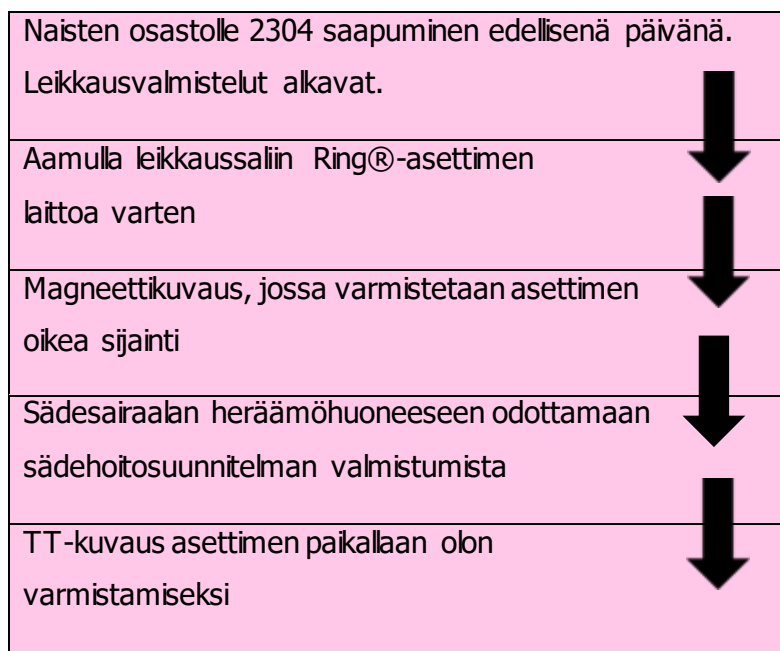 Naisten osastolle 2304 saapuminen edellisenä päivänä.
Leikkausvalmistelut alkavat.
Aamulla leikkaussaliin Ring®-asettimen
laittoa varten
Magneettikuvaus, jossa varmistetaan asettimen
oikea sijainti
Sädesairaalan heräämöhuoneeseen odottamaan
sädehoitosuunnitelman valmistumista
TT-kuvaus asettimen paikallaan olon
varmistamiseksi